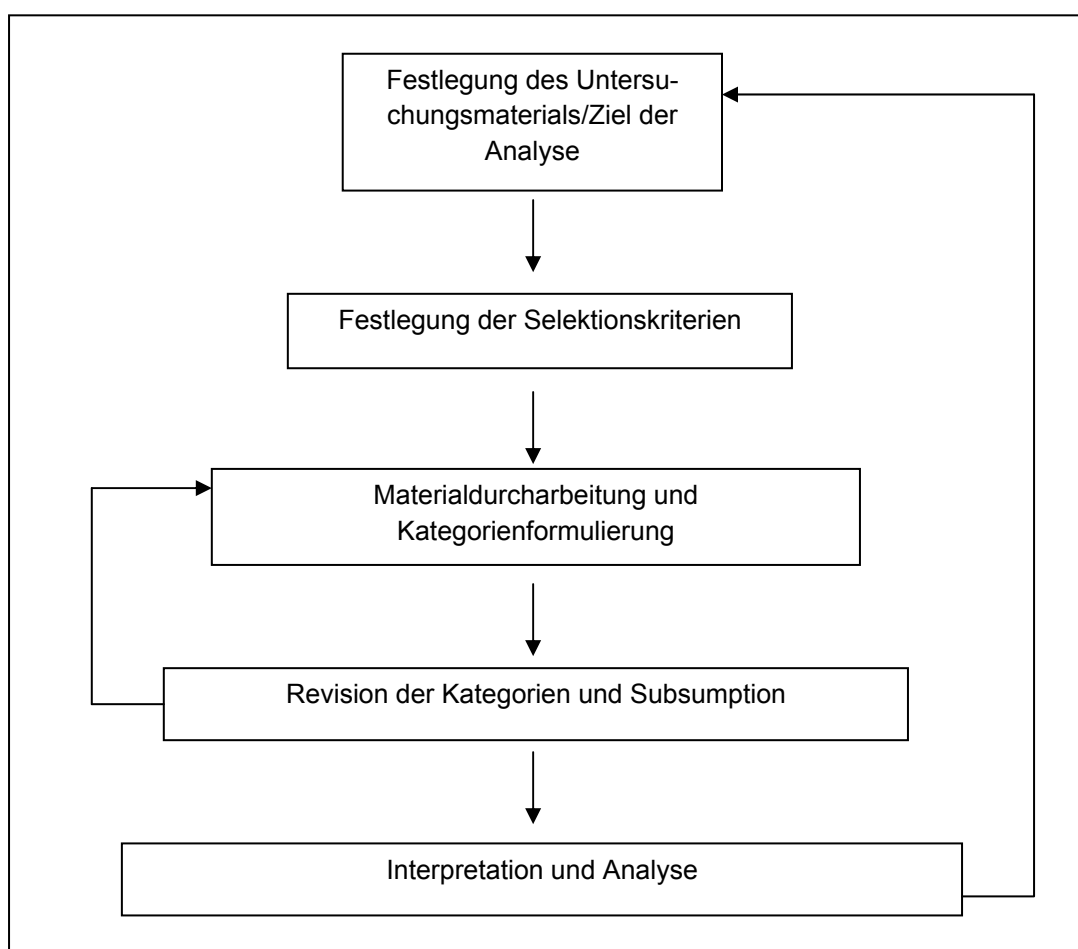 Festlegung des Untersu-
chungsmaterials/Ziel der
Analyse
Festlegung der Selektionskriterien
Materialdurcharbeitung und
Kategorienformulierung
Revision der Kategorien und Subsumption
Interpretation und Analyse